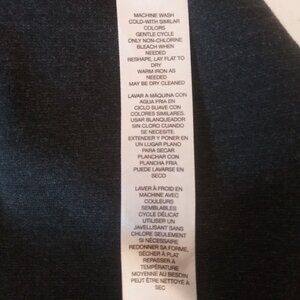 MACHINE WASH
COLD-WITH SIMILAR
COLORS
GENTLE CYCLE
ONLY NON-CHLORINE
BLEACH WHEN
NEEDED
RESHAPE, LAY FLAT TO
DRY
WARM IRON AS
NEEDED
MAY BE DRY CLEANED
LAVAR A MÁQUINA CON
AGUA FRIA EN
CICLO SUAVE CON
COLORES SIMILARES.
USAR BLANQUEADOR
SIN CLORO CUANDO
SE NECESITE.
EXTENDER Y PONER EN
UN LUGAR PLANO
PARA SECAR
PLANCHAR CON
PLANCHA FRIA
PUEDE LAVARSE EN
SECO
LAVER À FROID EN
MACHINE AVEC
COULEURS
SEMBLABLES
CYCLE DÉLICAT
UTILISER UN
JAVELLISANT SANS
CHLORE SEULEMENT
SI NÉCESSAIRE
REDONNER SA FORME,
SÉCHER À PLAT
REPASSER À
TEMPÉRATURE
MOYENNE AU BESOIN
PEUT ÊTRE NETTOYÉ À
SEC